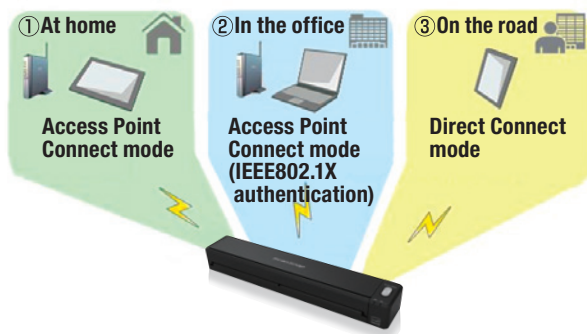 ①At home
Access Point
Connect mode
②In the office
Access Point
Connect mode
(IEEE802.1X
authentication)
③On the road
Direct Connect
mode